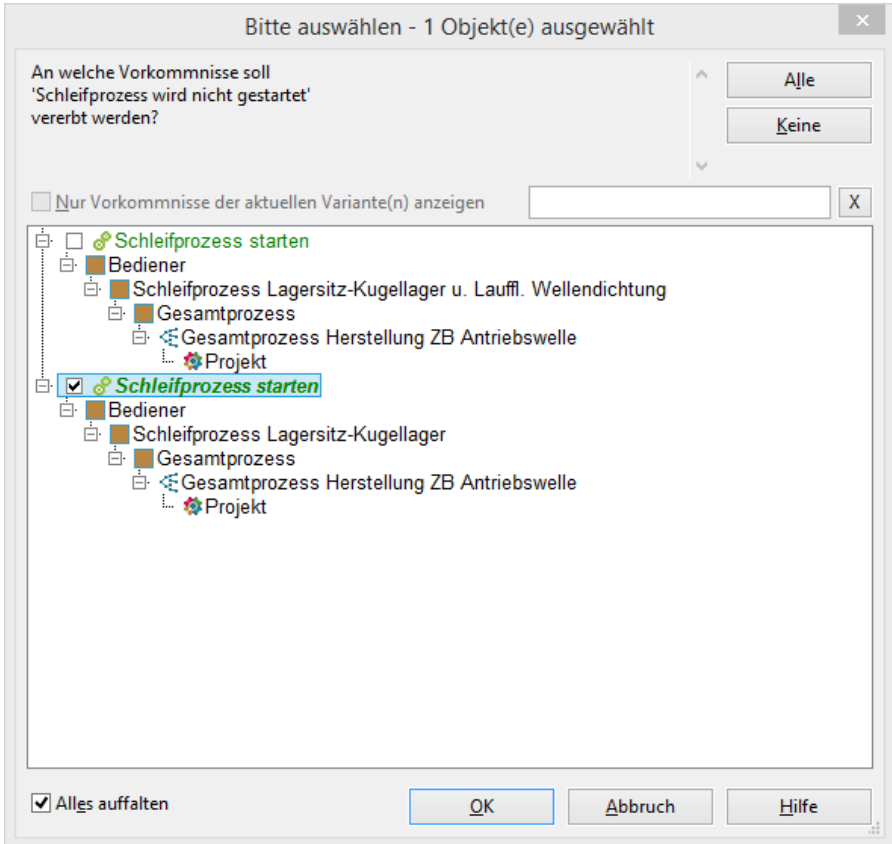 Bitte auswählen - 1 Objekt(e) ausgewählt
An welche Vorkommnisse soll
'Schleifprozess wird nicht gestartet'
vererbt werden?
Alle
Keine
Nur Vorkommnisse der aktuellen Variante(n) anzeigen
X
Schleifprozess starten
Bediener
Schleifprozess Lagersitz-Kugellager u. Lauffl. Wellendichtung
Gesamtprozess
Gesamtprozess Herstellung ZB Antriebswelle
Projekt
Schleifprozess starten
Bediener
Schleifprozess Lagersitz-Kugellager
Gesamtprozess
Gesamtprozess Herstellung ZB Antriebswelle
Projekt
Alles auffalten
OK
Abbruch
Hilfe